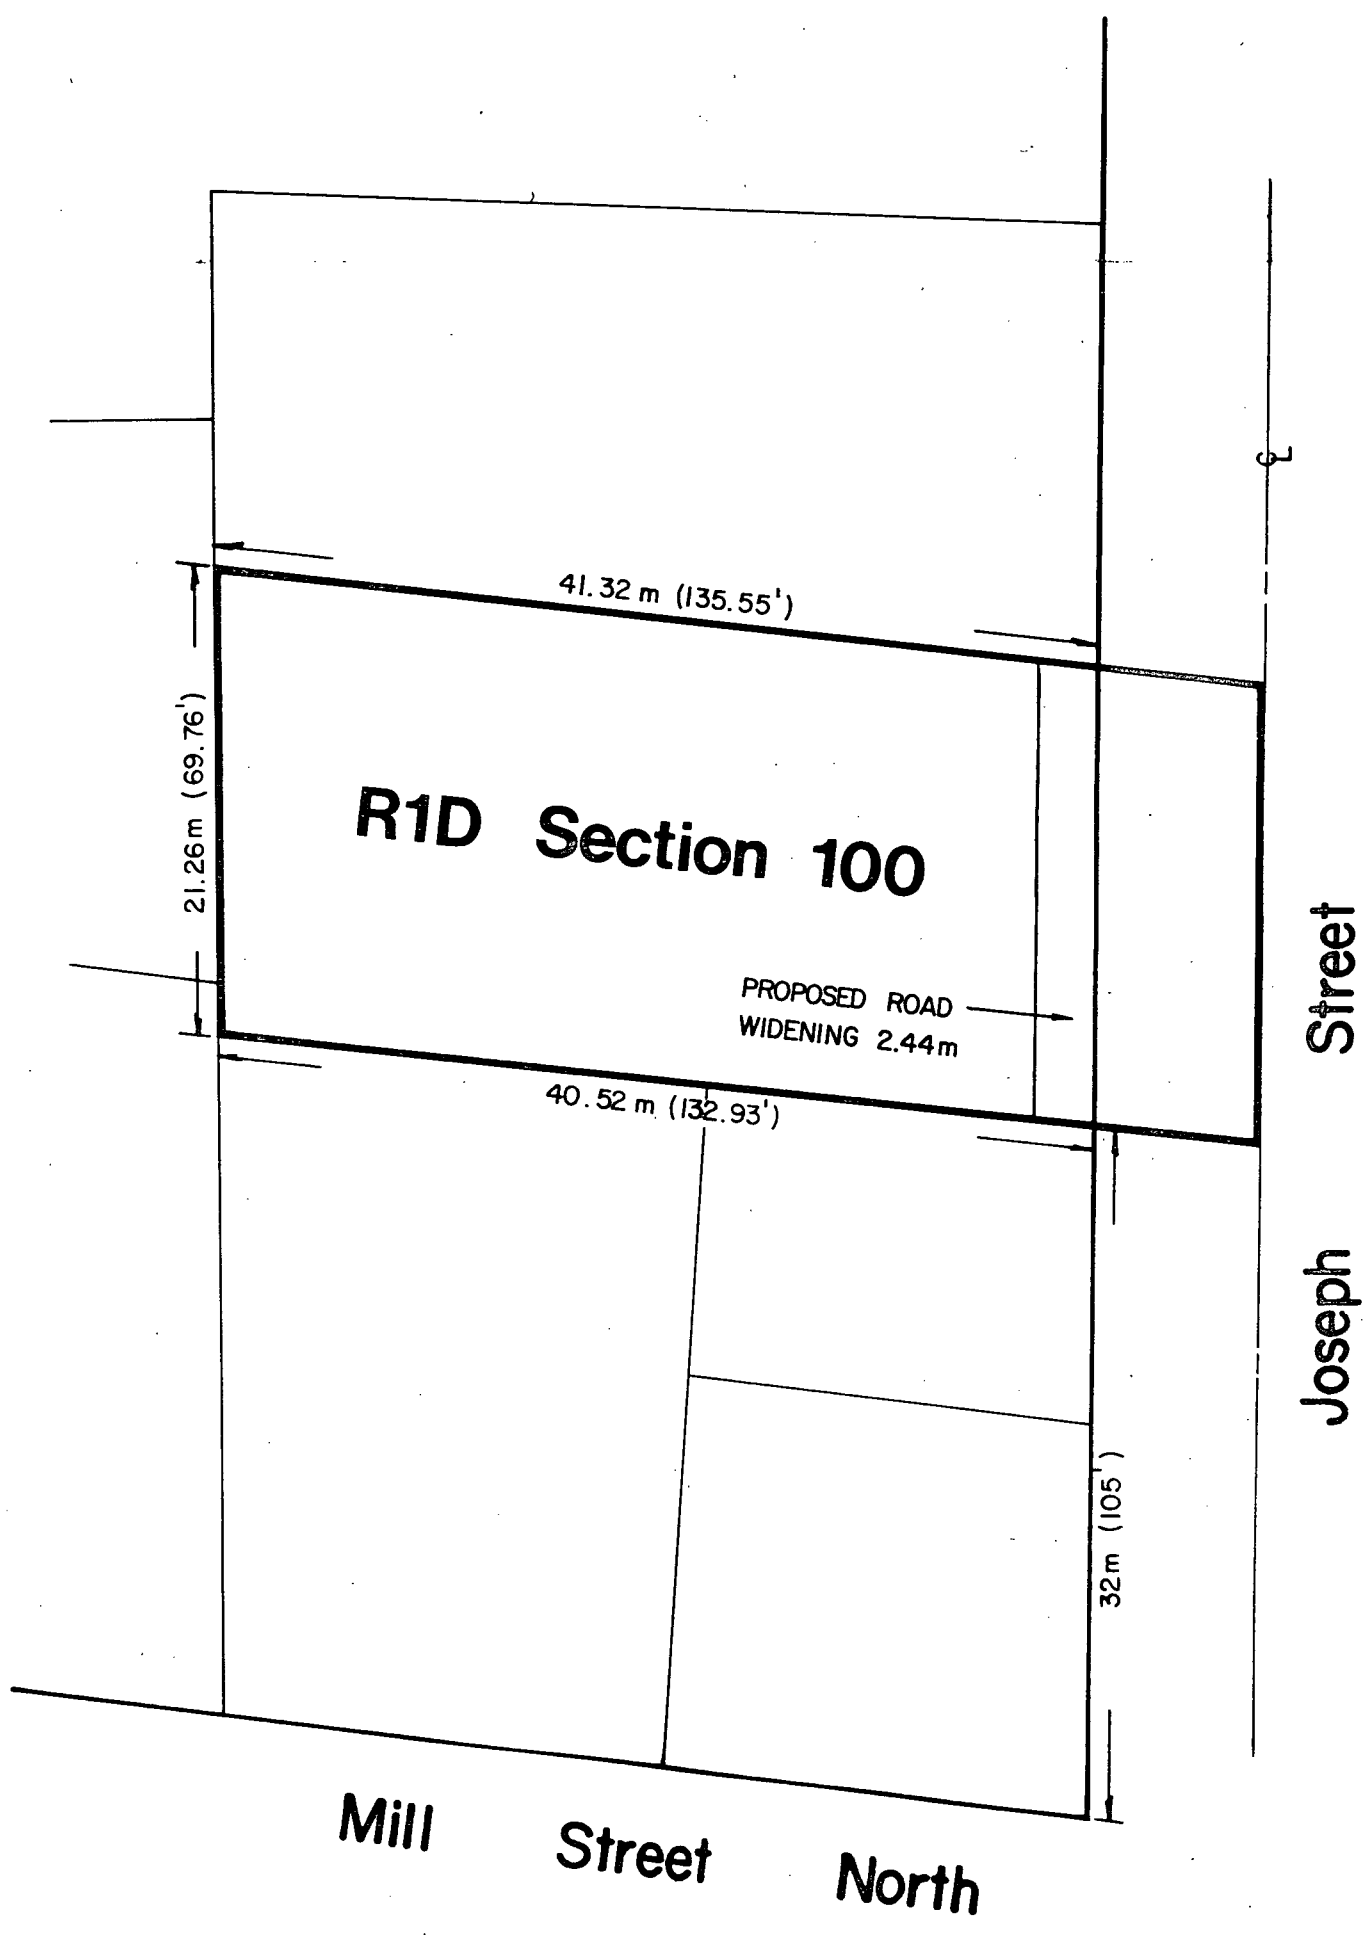 ℄
41.32 m (135.55')
21.26m (69.76')
R1D Section 100
PROPOSED ROAD
WIDENING 2.44m
40.52 m (132.93')
Joseph Street
32m (105')
Mill Street North